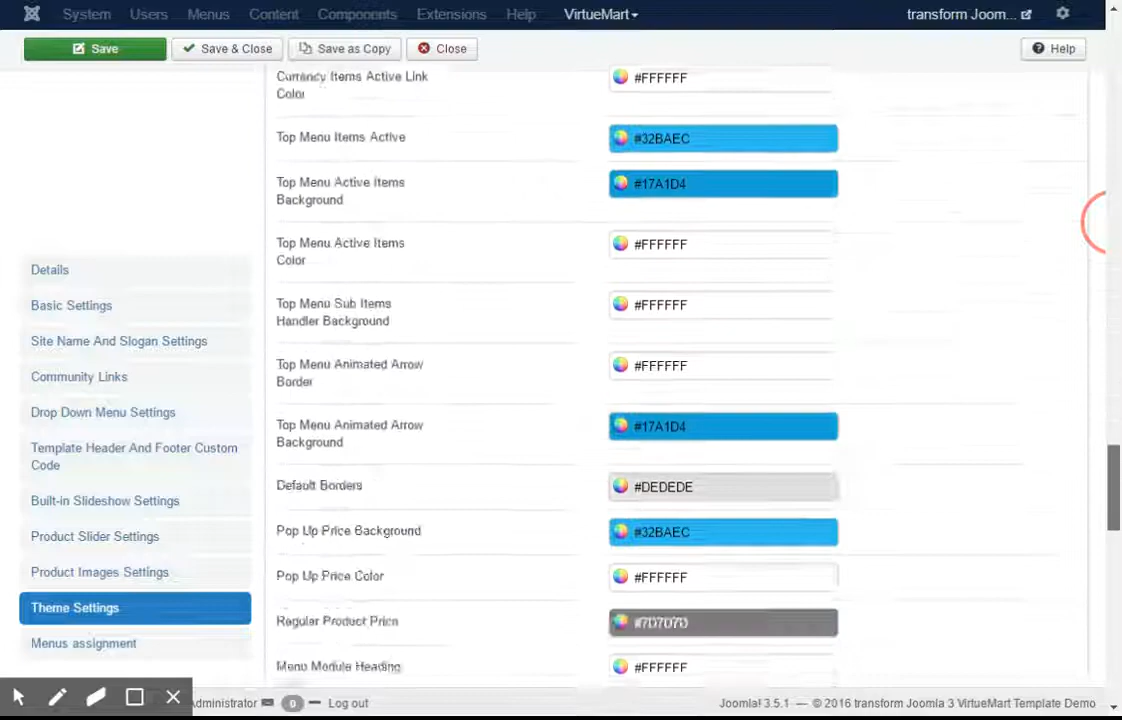 System Users Menus Content Components Extensions Help VirtueMart transform Joom...
Save Save & Close Save as Copy Close Help
Currency Items Active Link
Color
#FFFFFF
Top Menu Items Active
#32BAEC
Top Menu Active Items
Background
#17A1D4
Top Menu Active Items
Color
#FFFFFF
Top Menu Sub Items
Handler Background
#FFFFFF
Top Menu Animated Arrow
Border
#FFFFFF
Top Menu Animated Arrow
Background
#17A1D4
Default Borders
#DEDEDE
Pop Up Price Background
#32BAEC
Pop Up Price Color
#FFFFFF
Regular Product Price
#7D7D7D
Menu Module Heading
#FFFFFF
Details
Basic Settings
Site Name And Slogan Settings
Community Links
Drop Down Menu Settings
Template Header And Footer Custom
Code
Built-in Slideshow Settings
Product Slider Settings
Product Images Settings
Theme Settings
Menus assignment
dministrator 0 Log out
Joomla! 3.5.1 — © 2016 transform Joomla 3 VirtueMart Template Demo